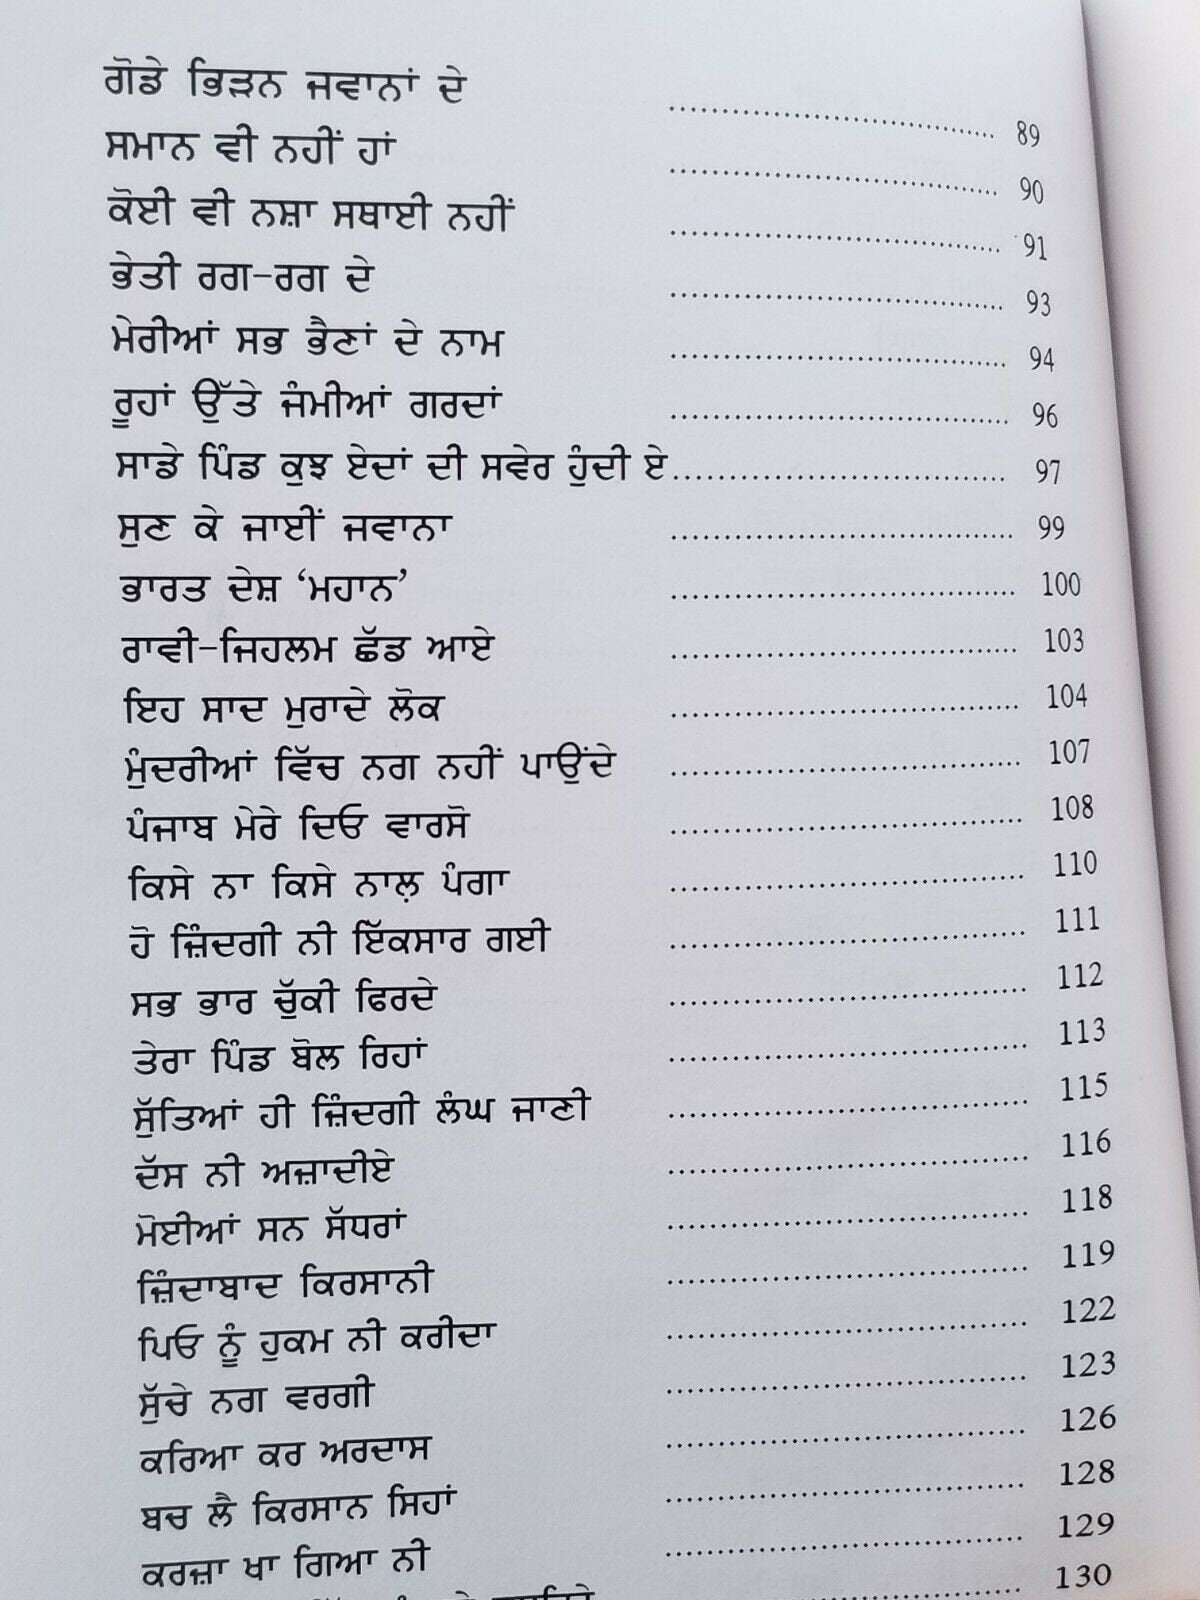 ਗੋਡੇ ਭਿੜਨ ਜਵਾਨਾਂ ਦੇ ........ 89
ਸਮਾਨ ਵੀ ਨਹੀਂ ਹਾਂ ........ 90
ਕੋਈ ਵੀ ਨਸ਼ਾ ਸਥਾਈ ਨਹੀਂ ........ 91
ਭੇਤੀ ਰਗ-ਰਗ ਦੇ ........ 93
ਮੇਰੀਆਂ ਸਭ ਭੈਣਾਂ ਦੇ ਨਾਮ ........ 94
ਰੂਹਾਂ ਉੱਤੇ ਜੰਮੀਆਂ ਗਰਦਾਂ ........ 96
ਸਾਡੇ ਪਿੰਡ ਕੁਝ ਏਦਾਂ ਦੀ ਸਵੇਰ ਹੁੰਦੀ ਏ ........ 97
ਸੁਣ ਕੇ ਜਾਈਂ ਜਵਾਨਾ ........ 99
ਭਾਰਤ ਦੇਸ਼ ‘ਮਹਾਨ’ ........ 100
ਰਾਵੀ-ਜਿਹਲਮ ਛੱਡ ਆਏ ........ 103
ਇਹ ਸਾਦ ਮੁਰਾਦੇ ਲੋਕ ........ 104
ਮੁੰਦਰੀਆਂ ਵਿੱਚ ਨਗ ਨਹੀਂ ਪਾਉਂਦੇ ........ 107
ਪੰਜਾਬ ਮੇਰੇ ਦਿਓ ਵਾਰਸੋ ........ 108
ਕਿਸੇ ਨਾ ਕਿਸੇ ਨਾਲ਼ ਪੰਗਾ ........ 110
ਹੋ ਜ਼ਿੰਦਗੀ ਨੀ ਇੱਕਸਾਰ ਗਈ ........ 111
ਸਭ ਭਾਰ ਚੁੱਕੀ ਫਿਰਦੇ ........ 112
ਤੇਰਾ ਪਿੰਡ ਬੋਲ ਰਿਹਾਂ ........ 113
ਸੁੱਤਿਆਂ ਹੀ ਜ਼ਿੰਦਗੀ ਲੰਘ ਜਾਣੀ ........ 115
ਦੱਸ ਨੀ ਅਜ਼ਾਦੀਏ ........ 116
ਮੋਈਆਂ ਸਨ ਸੱਧਰਾਂ ........ 118
ਜ਼ਿੰਦਾਬਾਦ ਕਿਰਸਾਨੀ ........ 119
ਪਿਓ ਨੂੰ ਹੁਕਮ ਨੀ ਕਰੀਦਾ ........ 122
ਸੁੱਚੇ ਨਗ ਵਰਗੀ ........ 123
ਕਰਿਆ ਕਰ ਅਰਦਾਸ ........ 126
ਬਚ ਲੈ ਕਿਰਸਾਨ ਸਿਹਾਂ ........ 128
ਕਰਜ਼ਾ ਖਾ ਗਿਆ ਨੀ ........ 129
........ 130